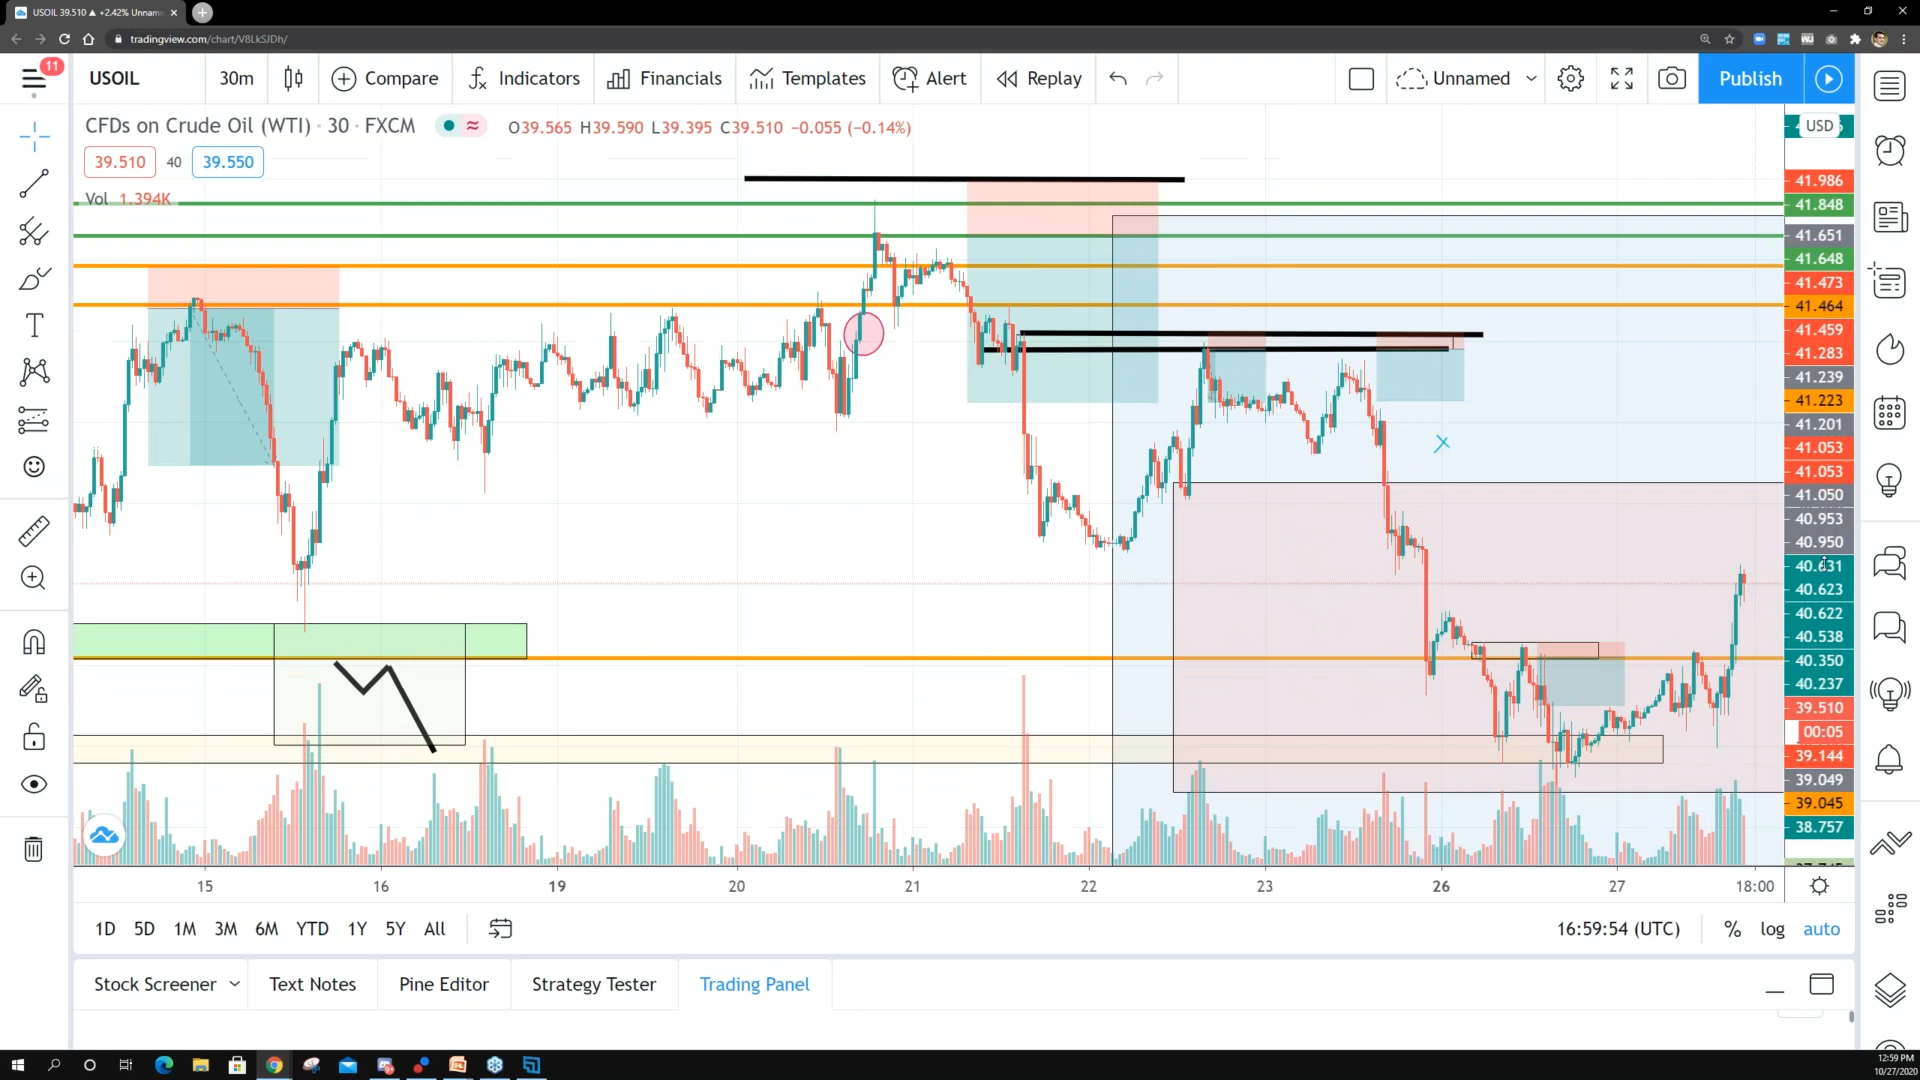 USOIL 39.510 ▲ +2.42% Unnam
tradingview.com/chart/V8LkSJDh/
11
USOIL
30m
Compare
Indicators
Financials
Templates
Alert
Replay
Unnamed
Publish
CFDs on Crude Oil (WTI) · 30 · FXCM
O39.565 H39.590 L39.395 C39.510 −0.055 (−0.14%)
USD
39.510
40
39.550
Vol 1.394K
41.986
41.848
41.651
41.648
41.473
41.464
41.459
41.283
41.239
41.223
41.201
41.053
41.053
41.050
40.953
40.950
40.623
40.622
40.538
40.350
40.237
39.510
00:05
39.144
39.049
39.045
38.757
15
16
19
20
21
22
23
26
27
18:00
1D
5D
1M
3M
6M
YTD
1Y
5Y
All
16:59:54 (UTC)
%
log
auto
Stock Screener
Text Notes
Pine Editor
Strategy Tester
Trading Panel
12:59 PM
10/27/2020